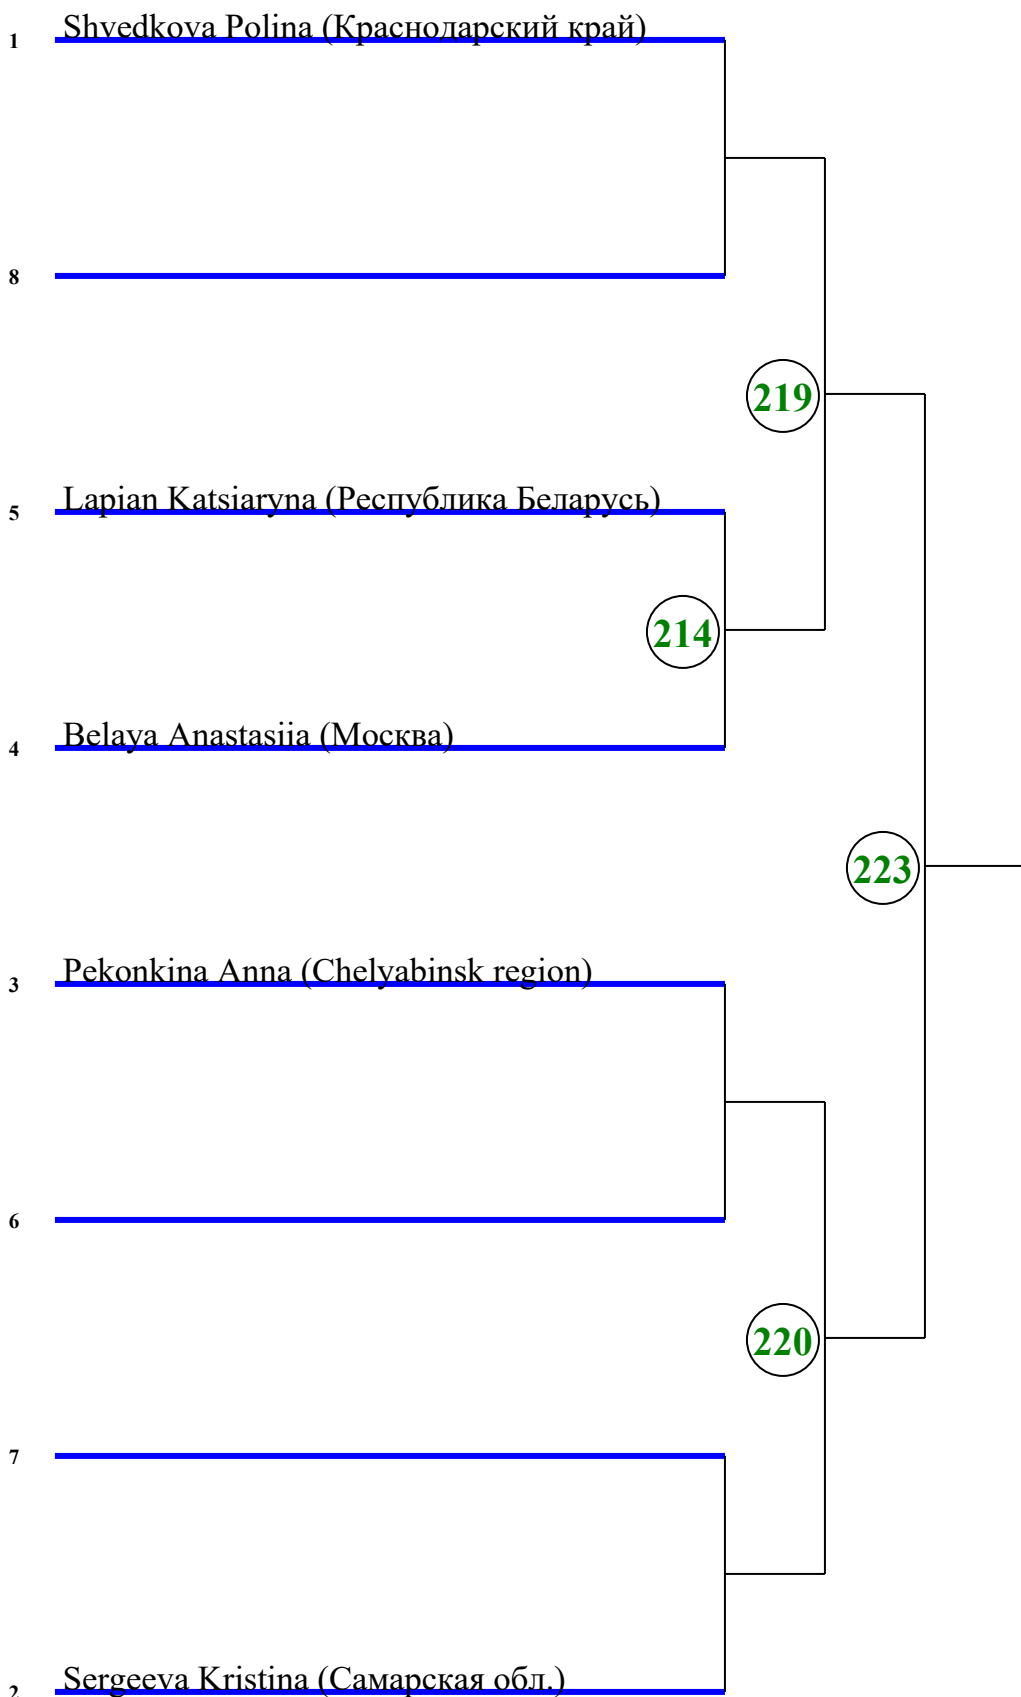 1 Shvedkova Polina (Краснодарский край)
8
219
5 Lapian Katsiaryna (Республика Беларусь)
214
4 Belaya Anastasiia (Москва)
223
3 Pekonkina Anna (Chelyabinsk region)
6
220
7
2 Sergeeva Kristina (Самарская обл.)